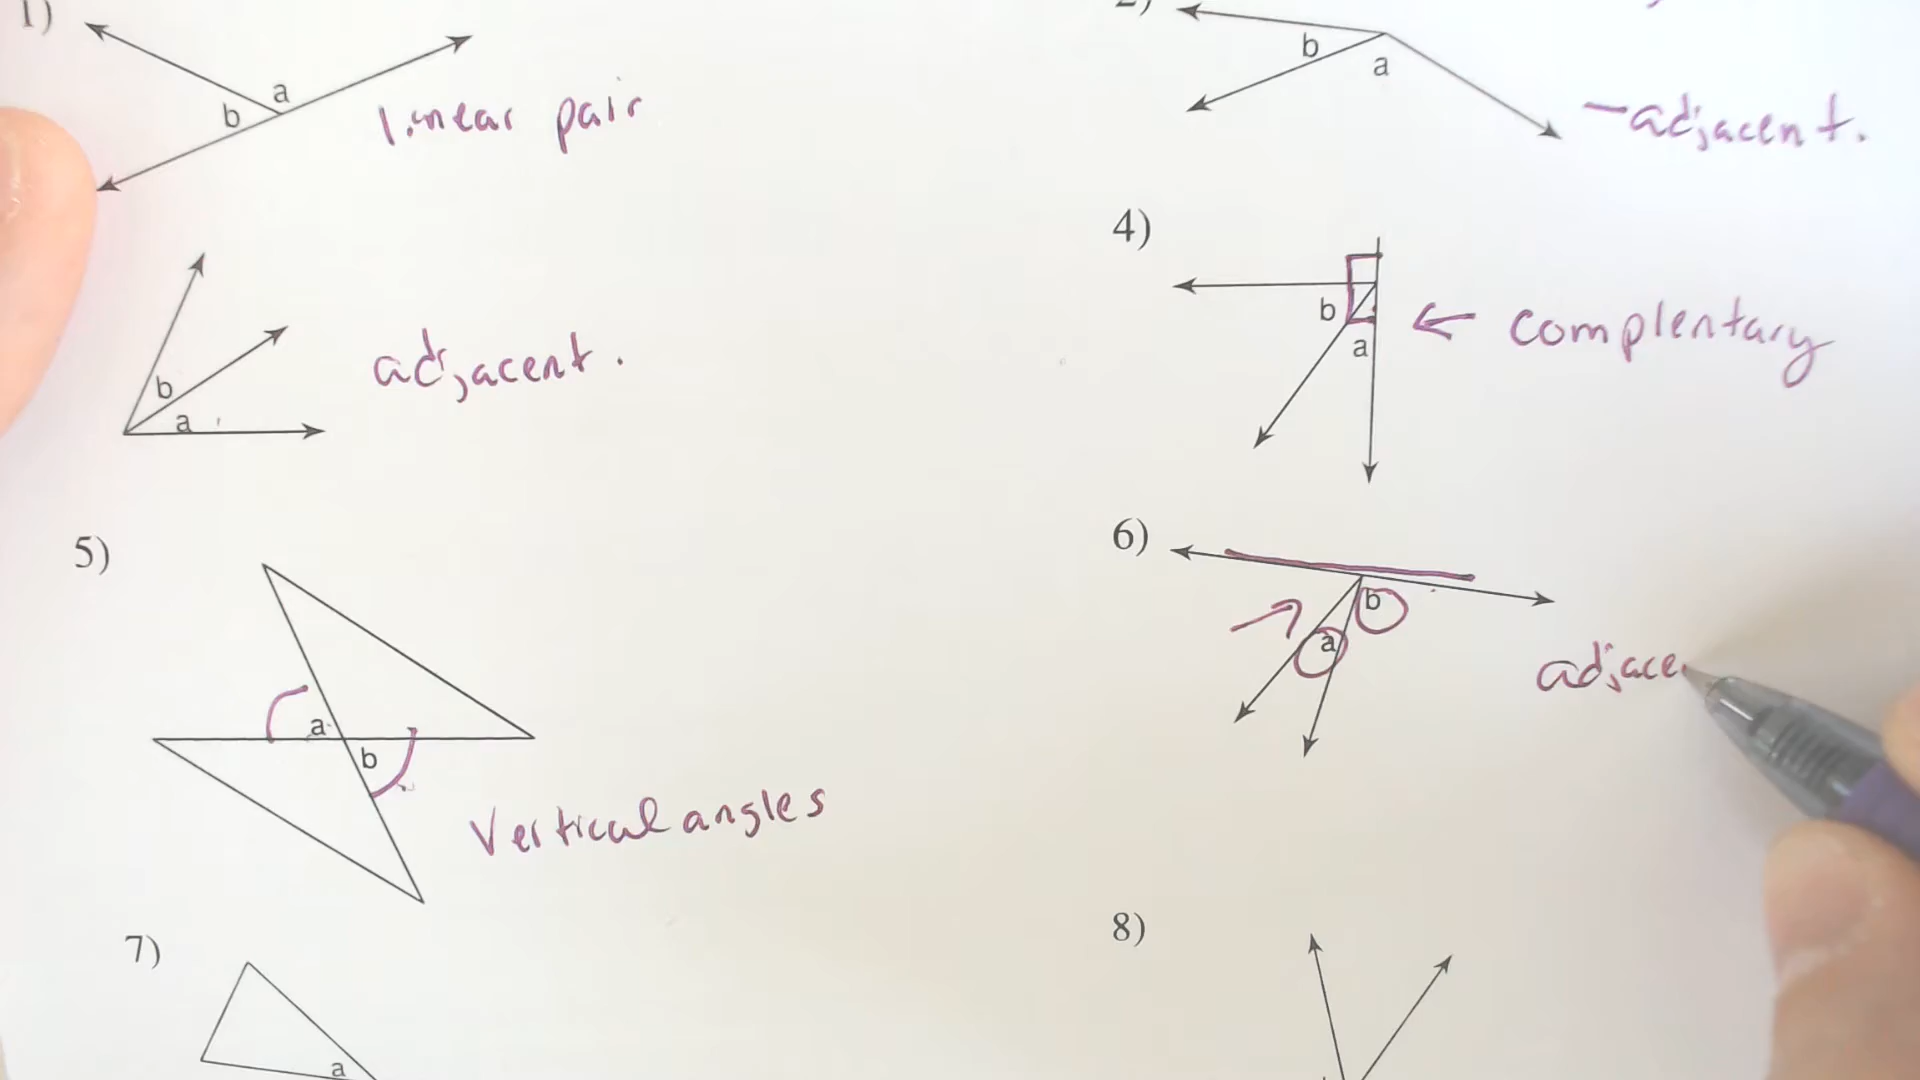 1)
a
b
linear pair
2)
b
a
-adjacent.
b
a
adjacent.
4)
b
a
← complentary
5)
a
b
Vertical angles
6)
b
a
adjace
7)
a
8)